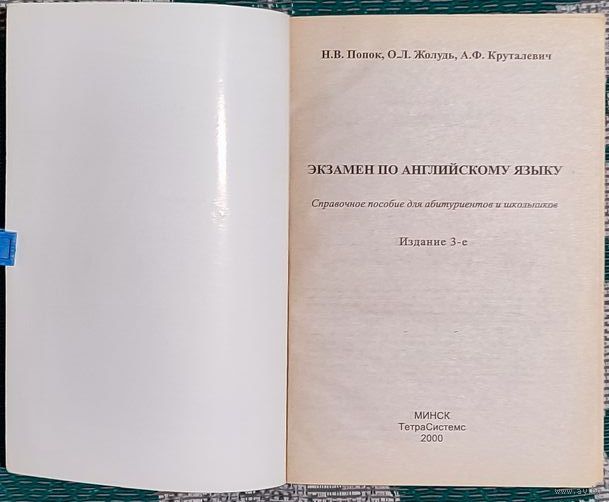 Н.В. Попок, О.Л. Жолудь, А.Ф. Круталевич
ЭКЗАМЕН ПО АНГЛИЙСКОМУ ЯЗЫКУ
Справочное пособие для абитуриентов и школьников
Издание 3-е
МИНСК
ТетраСистемс
2000